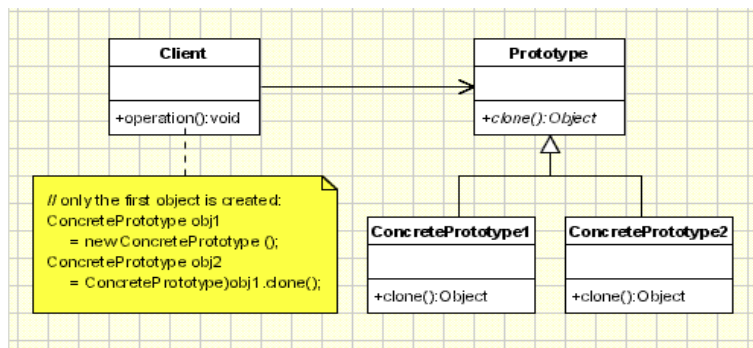 Client
+operation():void
Prototype
+clone():Object
// only the first object is created:
ConcretePrototype obj1
= new ConcretePrototype ();
ConcretePrototype obj2
= ConcretePrototype)obj1.clone();
ConcretePrototype1
+clone():Object
ConcretePrototype2
+clone():Object